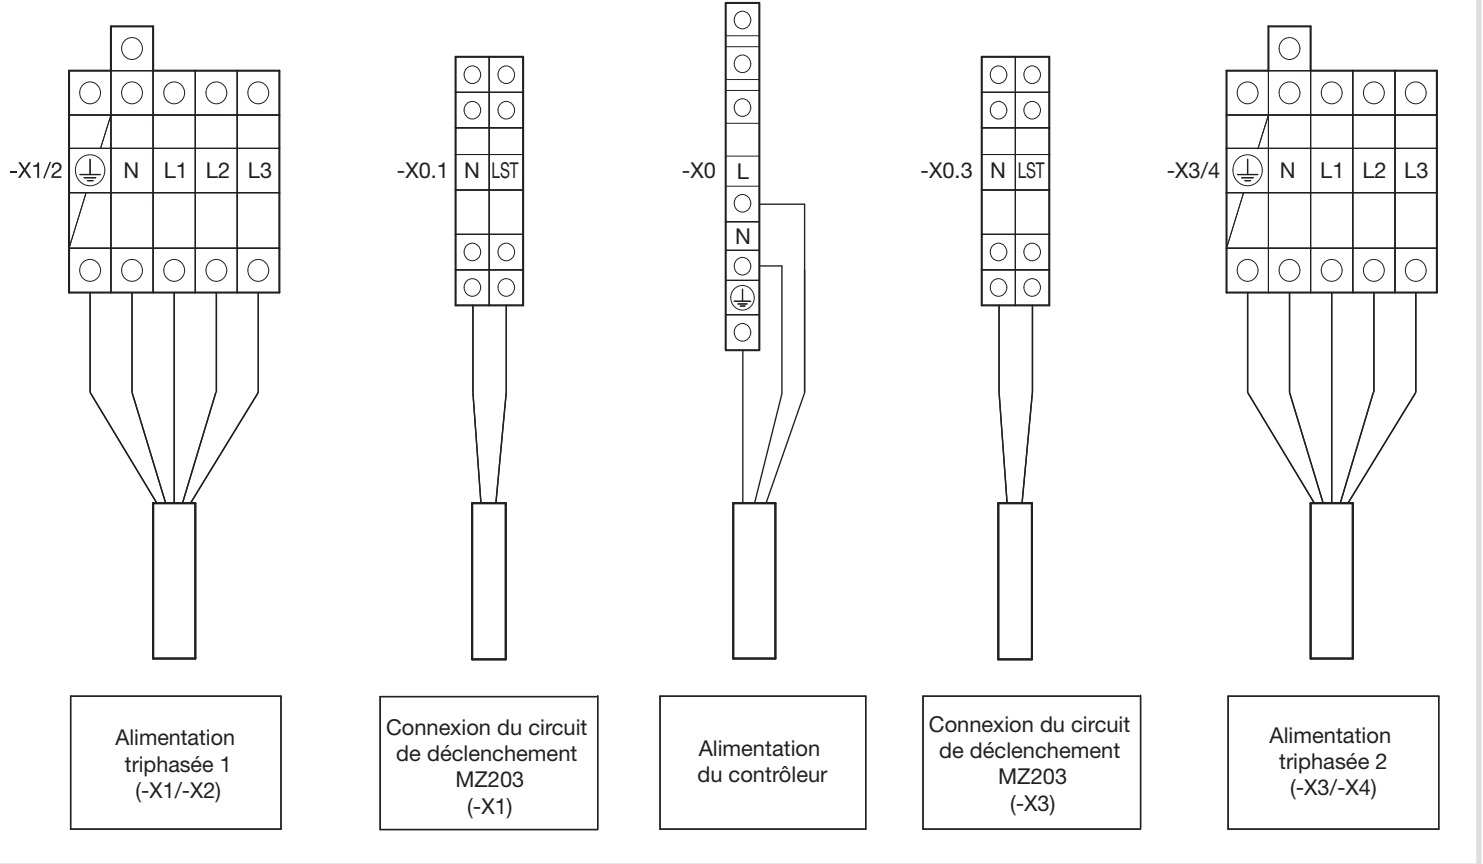 -X1/2 N L1 L2 L3
-X0.1 N LST
-X0 L
N
-X0.3 N LST
-X3/4 N L1 L2 L3
Alimentation
triphasée 1
(-X1/-X2)
Connexion du circuit
de déclenchement
MZ203
(-X1)
Alimentation
du contrôleur
Connexion du circuit
de déclenchement
MZ203
(-X3)
Alimentation
triphasée 2
(-X3/-X4)